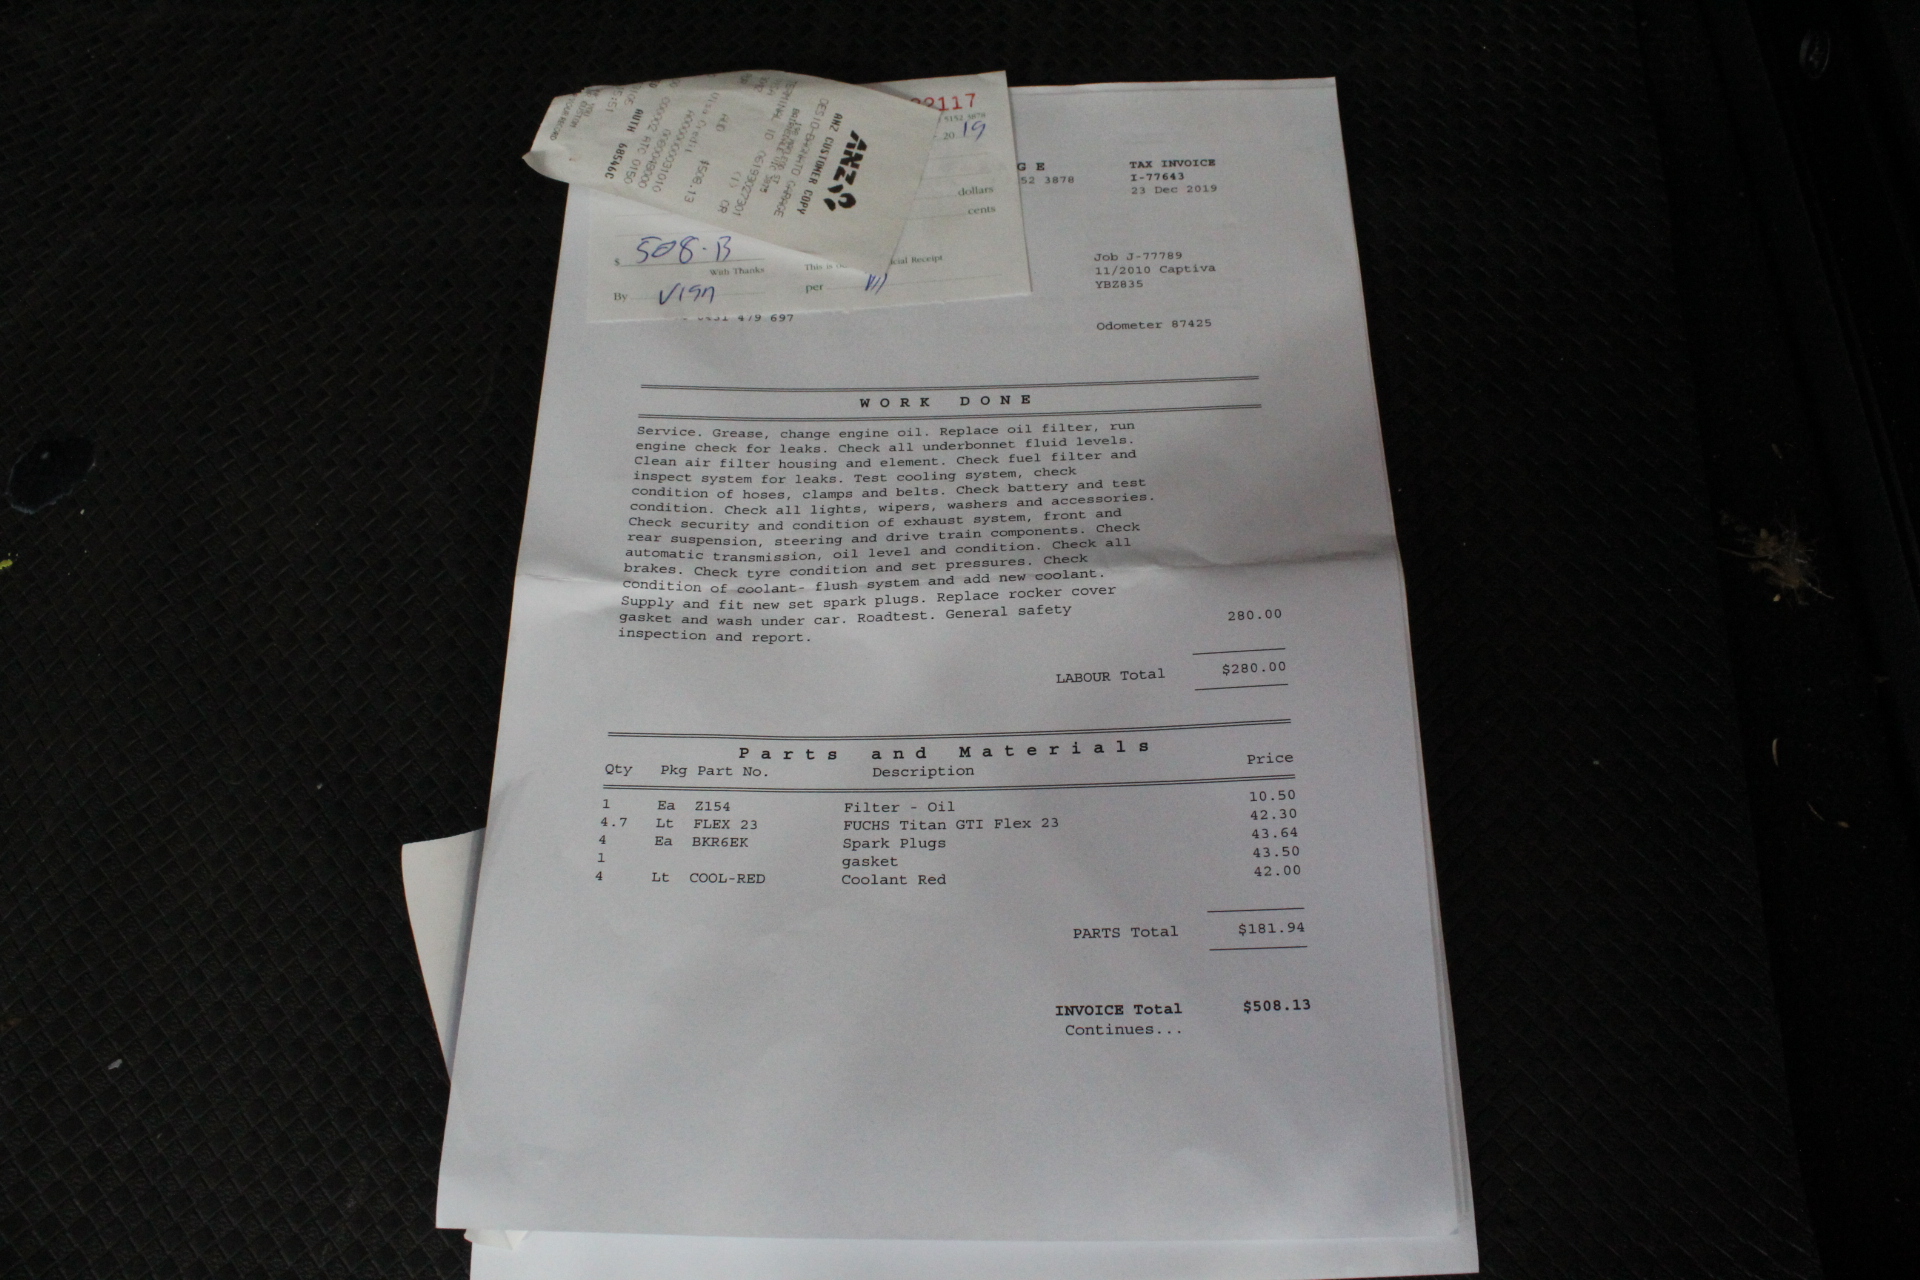 ANZ
ANZ CUSTOMER COPY
TERMINAL ID
$508.13
AUTH 685446C
2117
5152 3878
20 19
dollars
cents
$ 508.13
With Thanks
This is
cial Receipt
By VISA
per
G E
52 3878
TAX INVOICE
I-77643
23 Dec 2019
Job J-77789
11/2010 Captiva
YBZ835
479 697
Odometer 87425
WORK DONE
Service. Grease, change engine oil. Replace oil filter, run
engine check for leaks. Check all underbonnet fluid levels.
Clean air filter housing and element. Check fuel filter and
inspect system for leaks. Test cooling system, check
condition of hoses, clamps and belts. Check battery and test
condition. Check all lights, wipers, washers and accessories.
Check security and condition of exhaust system, front and
rear suspension, steering and drive train components. Check
automatic transmission, oil level and condition. Check all
brakes. Check tyre condition and set pressures. Check
condition of coolant- flush system and add new coolant.
Supply and fit new set spark plugs. Replace rocker cover
gasket and wash under car. Roadtest. General safety
inspection and report. 280.00
LABOUR Total $280.00
Parts and Materials
Qty Pkg Part No. Description Price
1 Ea Z154 Filter - Oil 10.50
4.7 Lt FLEX 23 FUCHS Titan GTI Flex 23 42.30
4 Ea BKR6EK Spark Plugs 43.64
1 gasket 43.50
4 Lt COOL-RED Coolant Red 42.00
PARTS Total $181.94
INVOICE Total $508.13
Continues...